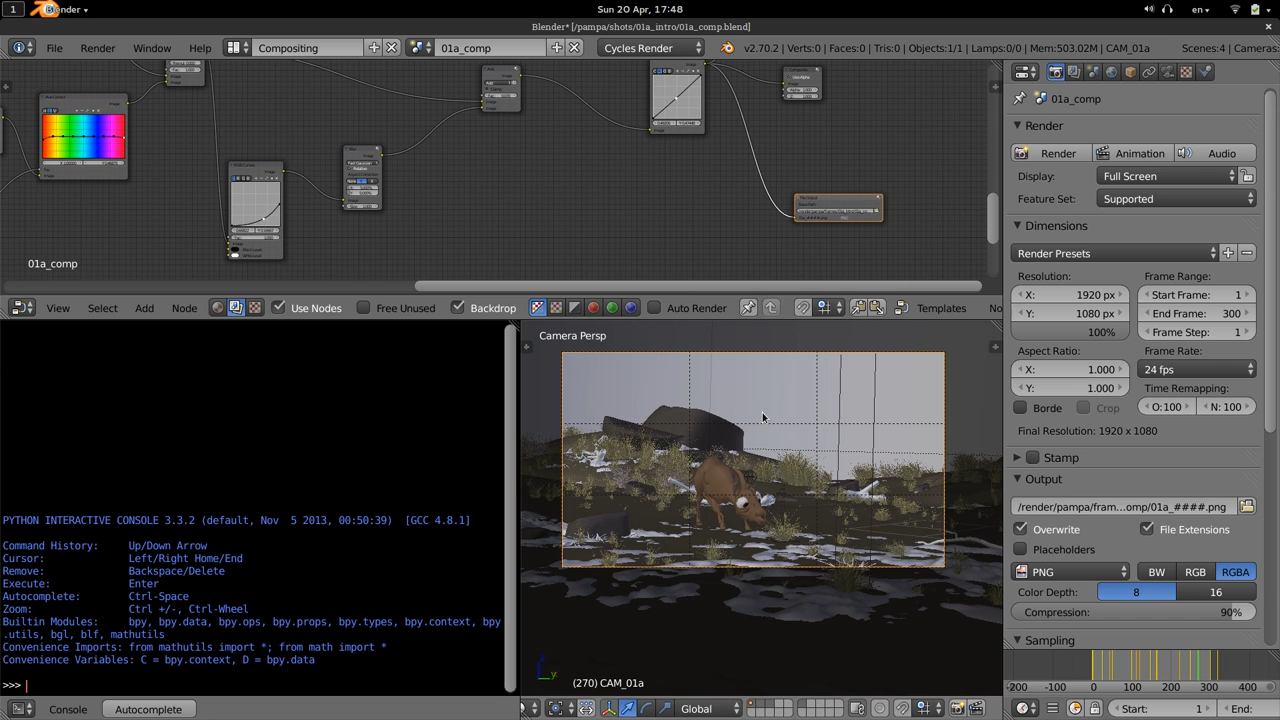 1 Blender Sun 20 Apr, 17:48 en
Blender* [/pampa/shots/01a_intro/01a_comp.blend]
File Render Window Help Compositing 01a_comp Cycles Render v2.70.2 | Verts:0 | Faces:0 | Tris:0 | Objects:1/1 | Lamps:0/0 | Mem:503.02M | CAM_01a Scenes:4 | Cameras:
01a_comp
Render
Render Animation Audio
Display: Full Screen
Feature Set: Supported
Dimensions
Render Presets
Resolution: Frame Range:
X: 1920 px Start Frame: 1
Y: 1080 px End Frame: 300
100% Frame Step: 1
Aspect Ratio: Frame Rate:
X: 1.000 24 fps
Y: 1.000 Time Remapping:
Borde Crop O:100 N: 100
Final Resolution: 1920 x 1080
Stamp
Output
/render/pampa/fram...omp/01a_####.png
Overwrite File Extensions
Placeholders
PNG BW RGB RGBA
Color Depth: 8 16
Compression: 90%
Sampling
-200 -100 0 100 200 300 400
Start: 1 End:
01a_comp
View Select Add Node Use Nodes Free Unused Backdrop Auto Render Templates No
Camera Persp
(270) CAM_01a
Global
PYTHON INTERACTIVE CONSOLE 3.3.2 (default, Nov  5 2013, 00:50:39)  [GCC 4.8.1]
Command History: Up/Down Arrow
Cursor: Left/Right Home/End
Remove: Backspace/Delete
Execute: Enter
Autocomplete: Ctrl-Space
Zoom: Ctrl +/-, Ctrl-Wheel
Builtin Modules: bpy, bpy.data, bpy.ops, bpy.props, bpy.types, bpy.context, bpy
.utils, bgl, blf, mathutils
Convenience Imports: from mathutils import *; from math import *
Convenience Variables: C = bpy.context, D = bpy.data
>>>
Console Autocomplete